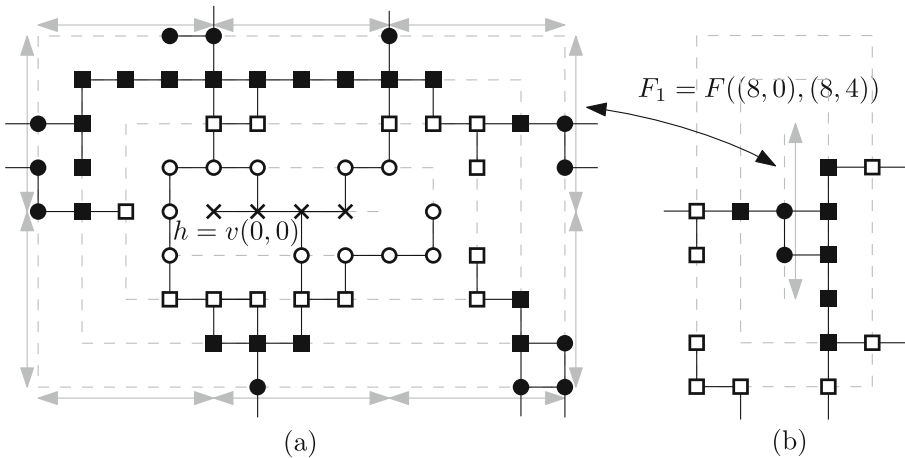 F₁ = F((8, 0), (8, 4))
h = v(0, 0)
(a)
(b)